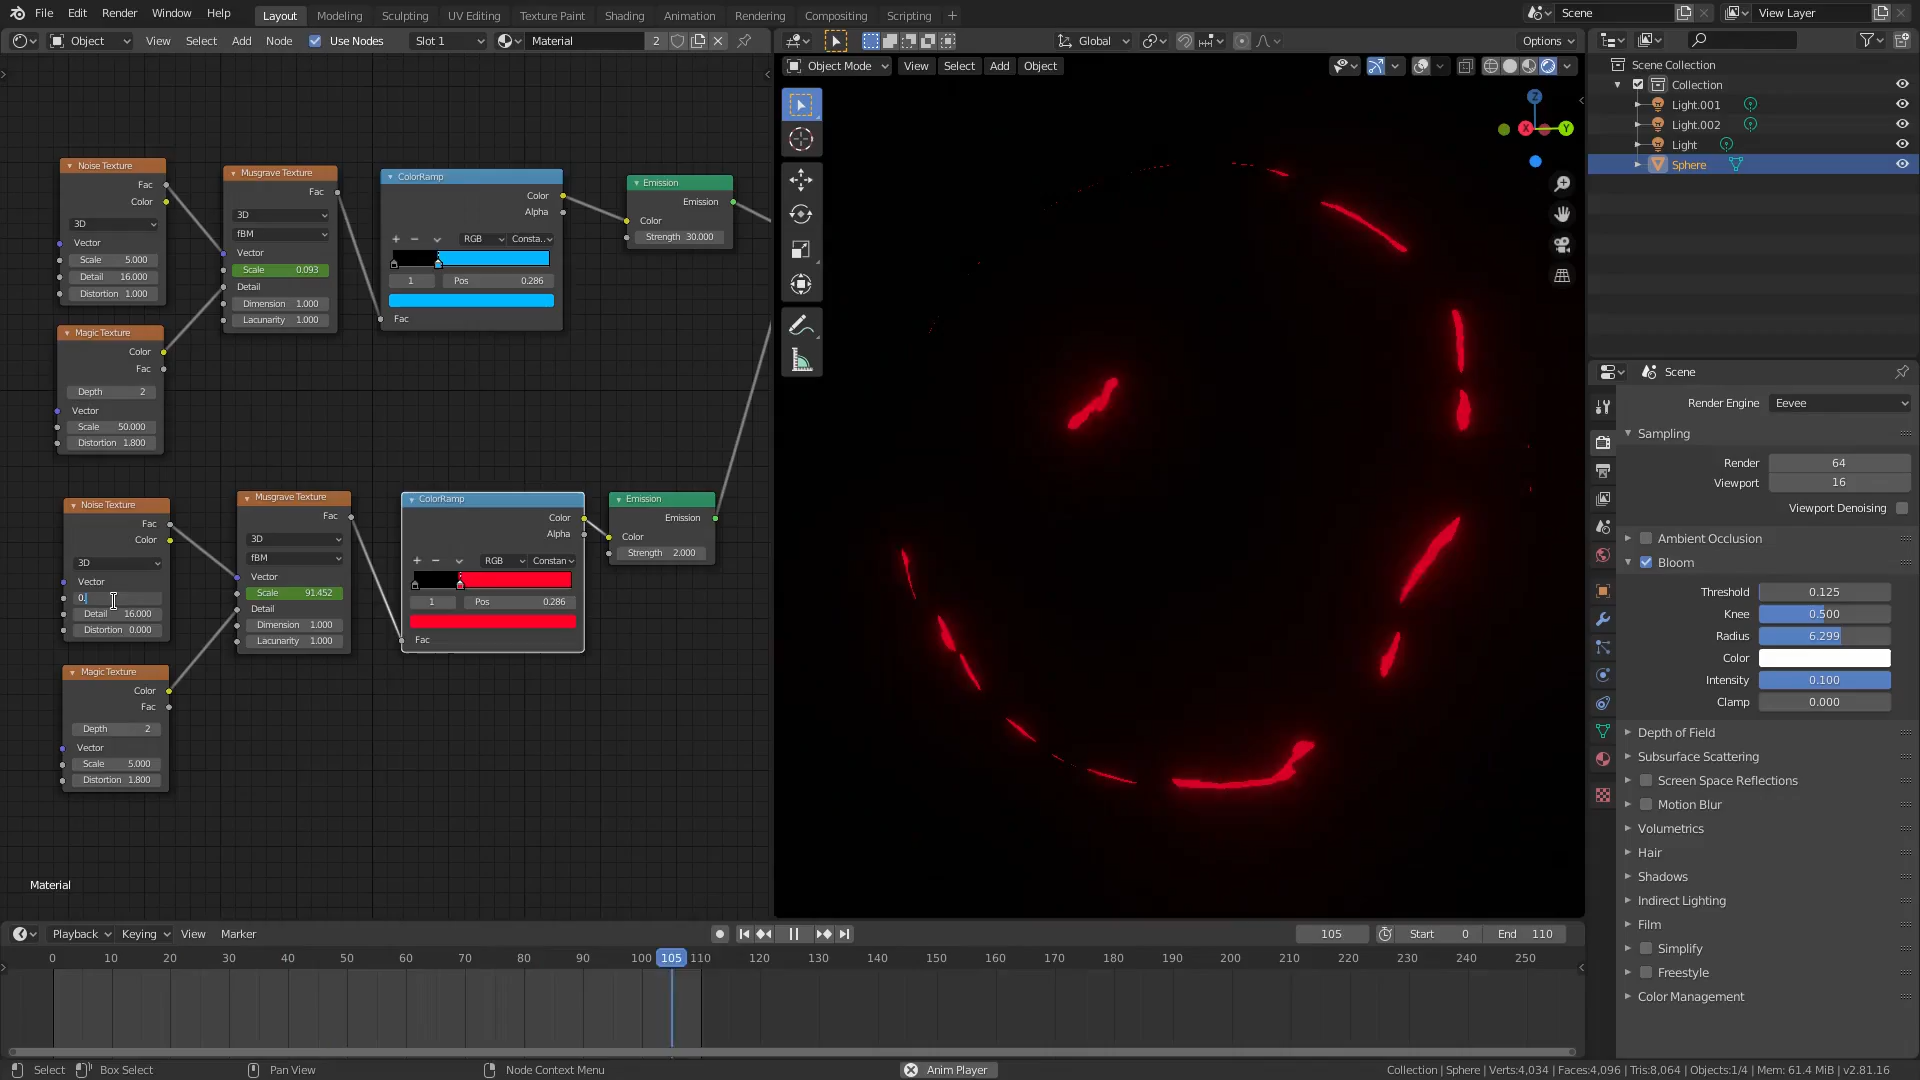 File Edit Render Window Help Layout Modeling Sculpting UV Editing Texture Paint Shading Animation Rendering Compositing Scripting + Scene View Layer
Object View Select Add Node Use Nodes Slot 1 Material 2 Global Options
Object Mode View Select Add Object
Scene Collection
Collection
Light.001
Light.002
Light
Sphere
Z
X Y
Noise Texture
Fac
Color
3D
Vector
Scale 5.000
Detail 16.000
Distortion 1.000
Musgrave Texture
Fac
3D
fBM
Vector
Scale 0.093
Detail
Dimension 1.000
Lacunarity 1.000
ColorRamp
Color
Alpha
+ − RGB Consta..
1 Pos 0.286
Fac
Emission
Emission
Color
Strength 30.000
Magic Texture
Color
Fac
Depth 2
Vector
Scale 50.000
Distortion 1.800
Noise Texture
Fac
Color
3D
Vector
0.
Detail 16.000
Distortion 0.000
Musgrave Texture
Fac
3D
fBM
Vector
Scale 91.452
Detail
Dimension 1.000
Lacunarity 1.000
ColorRamp
Color
Alpha
+ − RGB Constan
1 Pos 0.286
Fac
Emission
Emission
Color
Strength 2.000
Magic Texture
Color
Fac
Depth 2
Vector
Scale 5.000
Distortion 1.800
Material
Scene
Render Engine Eevee
Sampling
Render 64
Viewport 16
Viewport Denoising
Ambient Occlusion
Bloom
Threshold 0.125
Knee 0.500
Radius 6.299
Color
Intensity 0.100
Clamp 0.000
Depth of Field
Subsurface Scattering
Screen Space Reflections
Motion Blur
Volumetrics
Hair
Shadows
Indirect Lighting
Film
Simplify
Freestyle
Color Management
Playback Keying View Marker 105 Start 0 End 110
0 10 20 30 40 50 60 70 80 90 100 105 110 120 130 140 150 160 170 180 190 200 210 220 230 240 250
Select Box Select Pan View Node Context Menu Anim Player Collection | Sphere | Verts:4,034 | Faces:4,096 | Tris:8,064 | Objects:1/4 | Mem: 61.4 MiB | v2.81.16